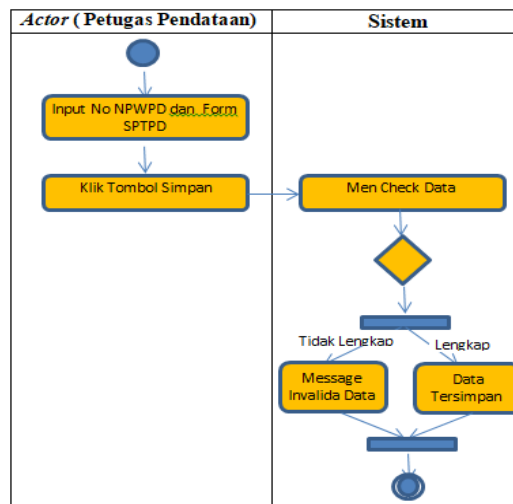 Actor ( Petugas Pendataan)
Sistem
Input No NPWPD dan Form
SPTPD
Klik Tombol Simpan
Men Check Data
Tidak Lengkap
Lengkap
Message
Invalida Data
Data
Tersimpan